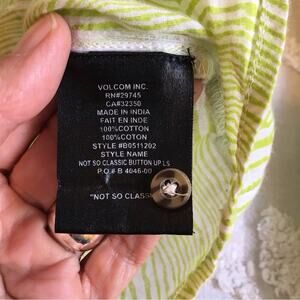 VOLCOM INC.
RN#29745
CA#32350
MADE IN INDIA
FAIT EN INDE
100%COTTON
100%COTON
STYLE #B0511202
STYLE NAME
NOT SO CLASSIC BUTTON UP LS
P.O # B 4046-00
"NOT SO CLASS